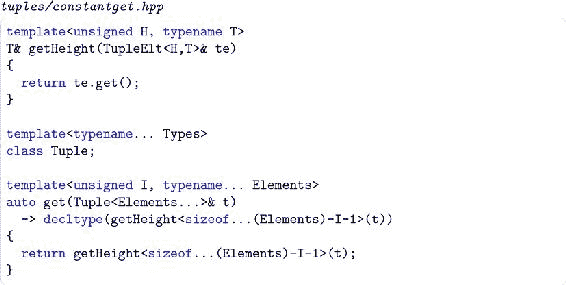 tuples/constantget.hpp
template<unsigned H, typename T>
T& getHeight(TupleElt<H,T>& te)
{
  return te.get();
}
template<typename... Types>
class Tuple;
template<unsigned I, typename... Elements>
auto get(Tuple<Elements...>& t)
  -> decltype(getHeight<sizeof...(Elements)-I-1>(t))
{
  return getHeight<sizeof...(Elements)-I-1>(t);
}